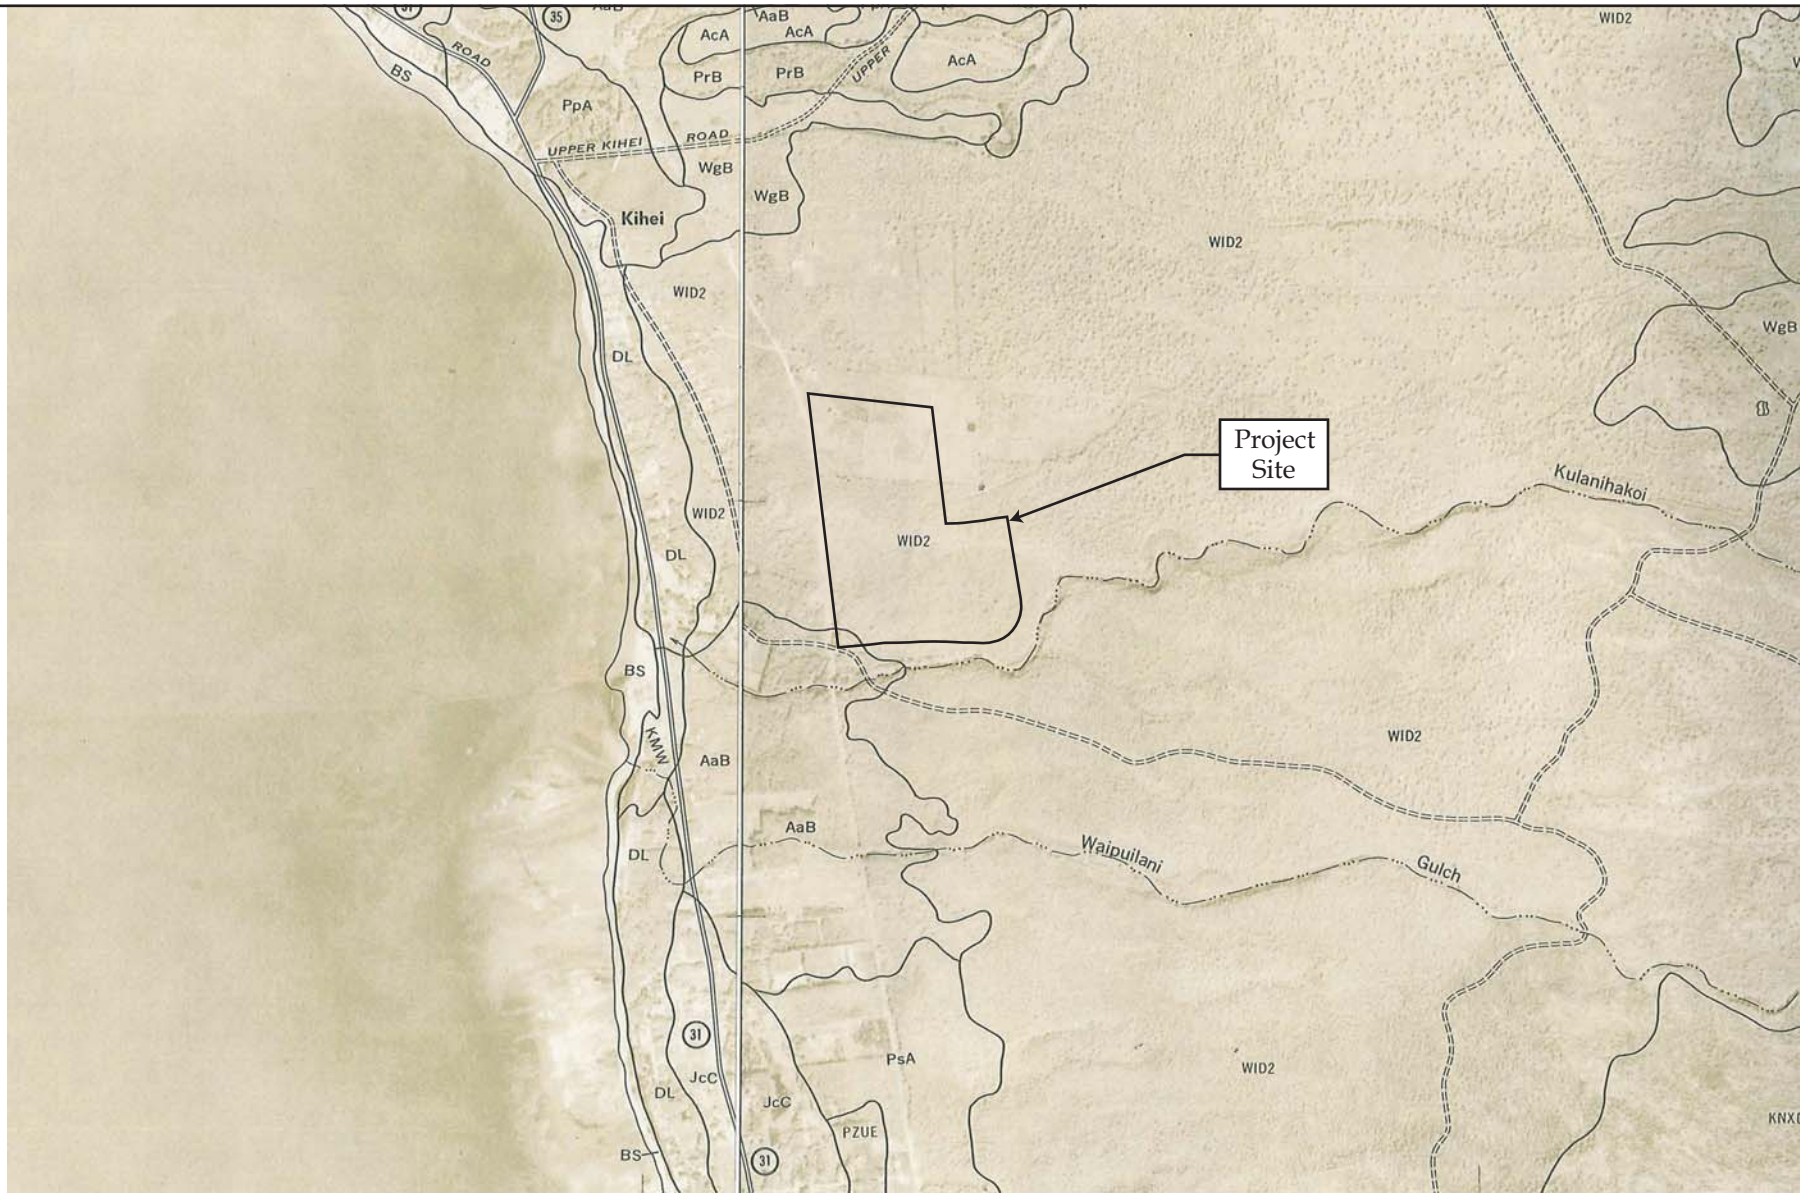 35
AaB
WID2
AcA
AcA
ROAD
BS
AcA
PrB
PrB
UPPER
PpA
UPPER KIHEI ROAD
WgB
WgB
Kihei
WID2
WID2
WgB
DL
Project
Site
Kulanihakoi
WID2
WID2
DL
BS
KMW
AaB
WID2
AaB
DL
Waipuilani
Gulch
31
PsA
WID2
JcC
DL
JcC
PZUE
BS
31